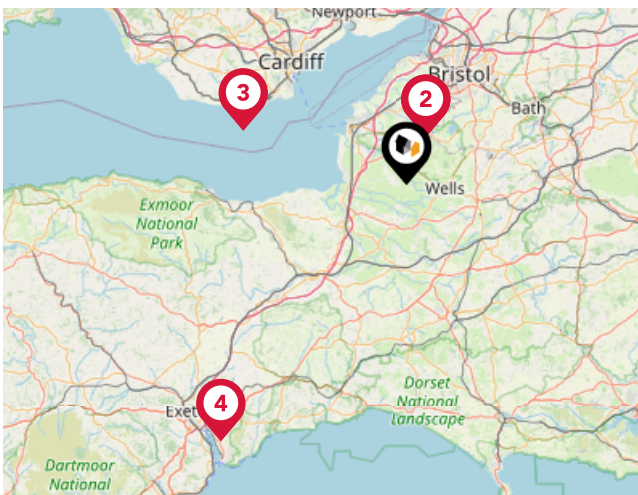 Newport
Cardiff
3
Bristol
2
Bath
Wells
Exmoor
National
Park
4
Exet
Dorset
National
Landscape
Dartmoor
National